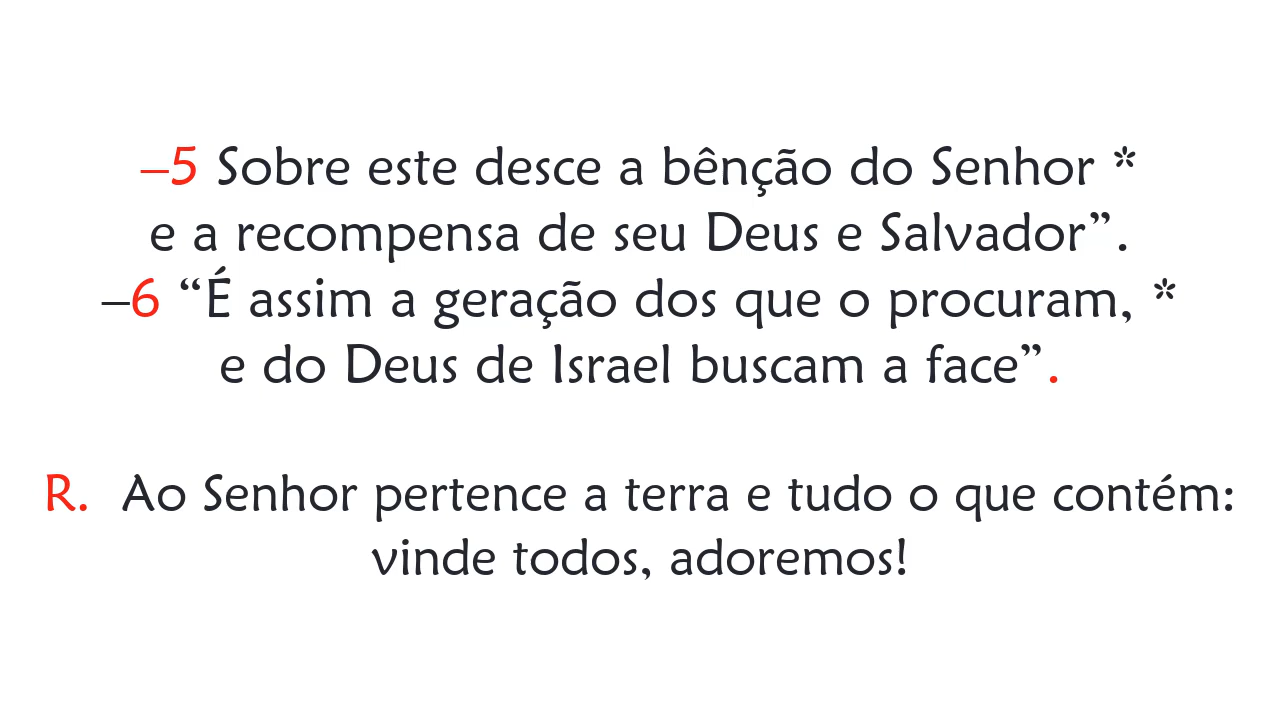 –5 Sobre este desce a bênção do Senhor *
e a recompensa de seu Deus e Salvador”.
–6 “É assim a geração dos que o procuram, *
e do Deus de Israel buscam a face”.
R. Ao Senhor pertence a terra e tudo o que contém:
vinde todos, adoremos!